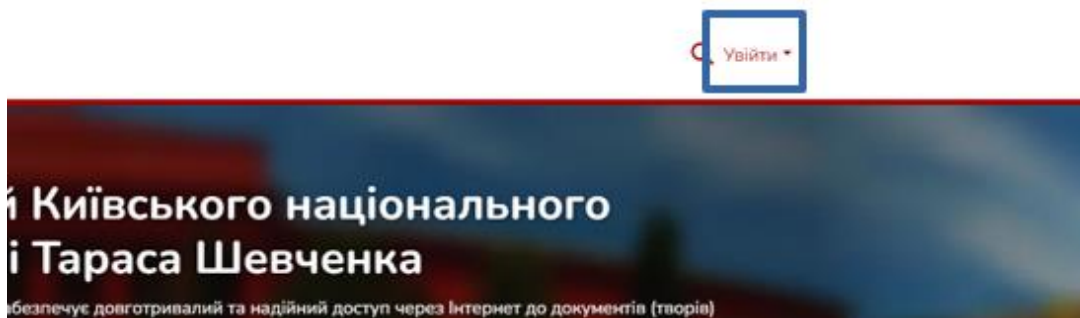 Увійти
Київського національного
і Тараса Шевченка
безпечує довготривалий та надійний доступ через Інтернет до документів (творів)